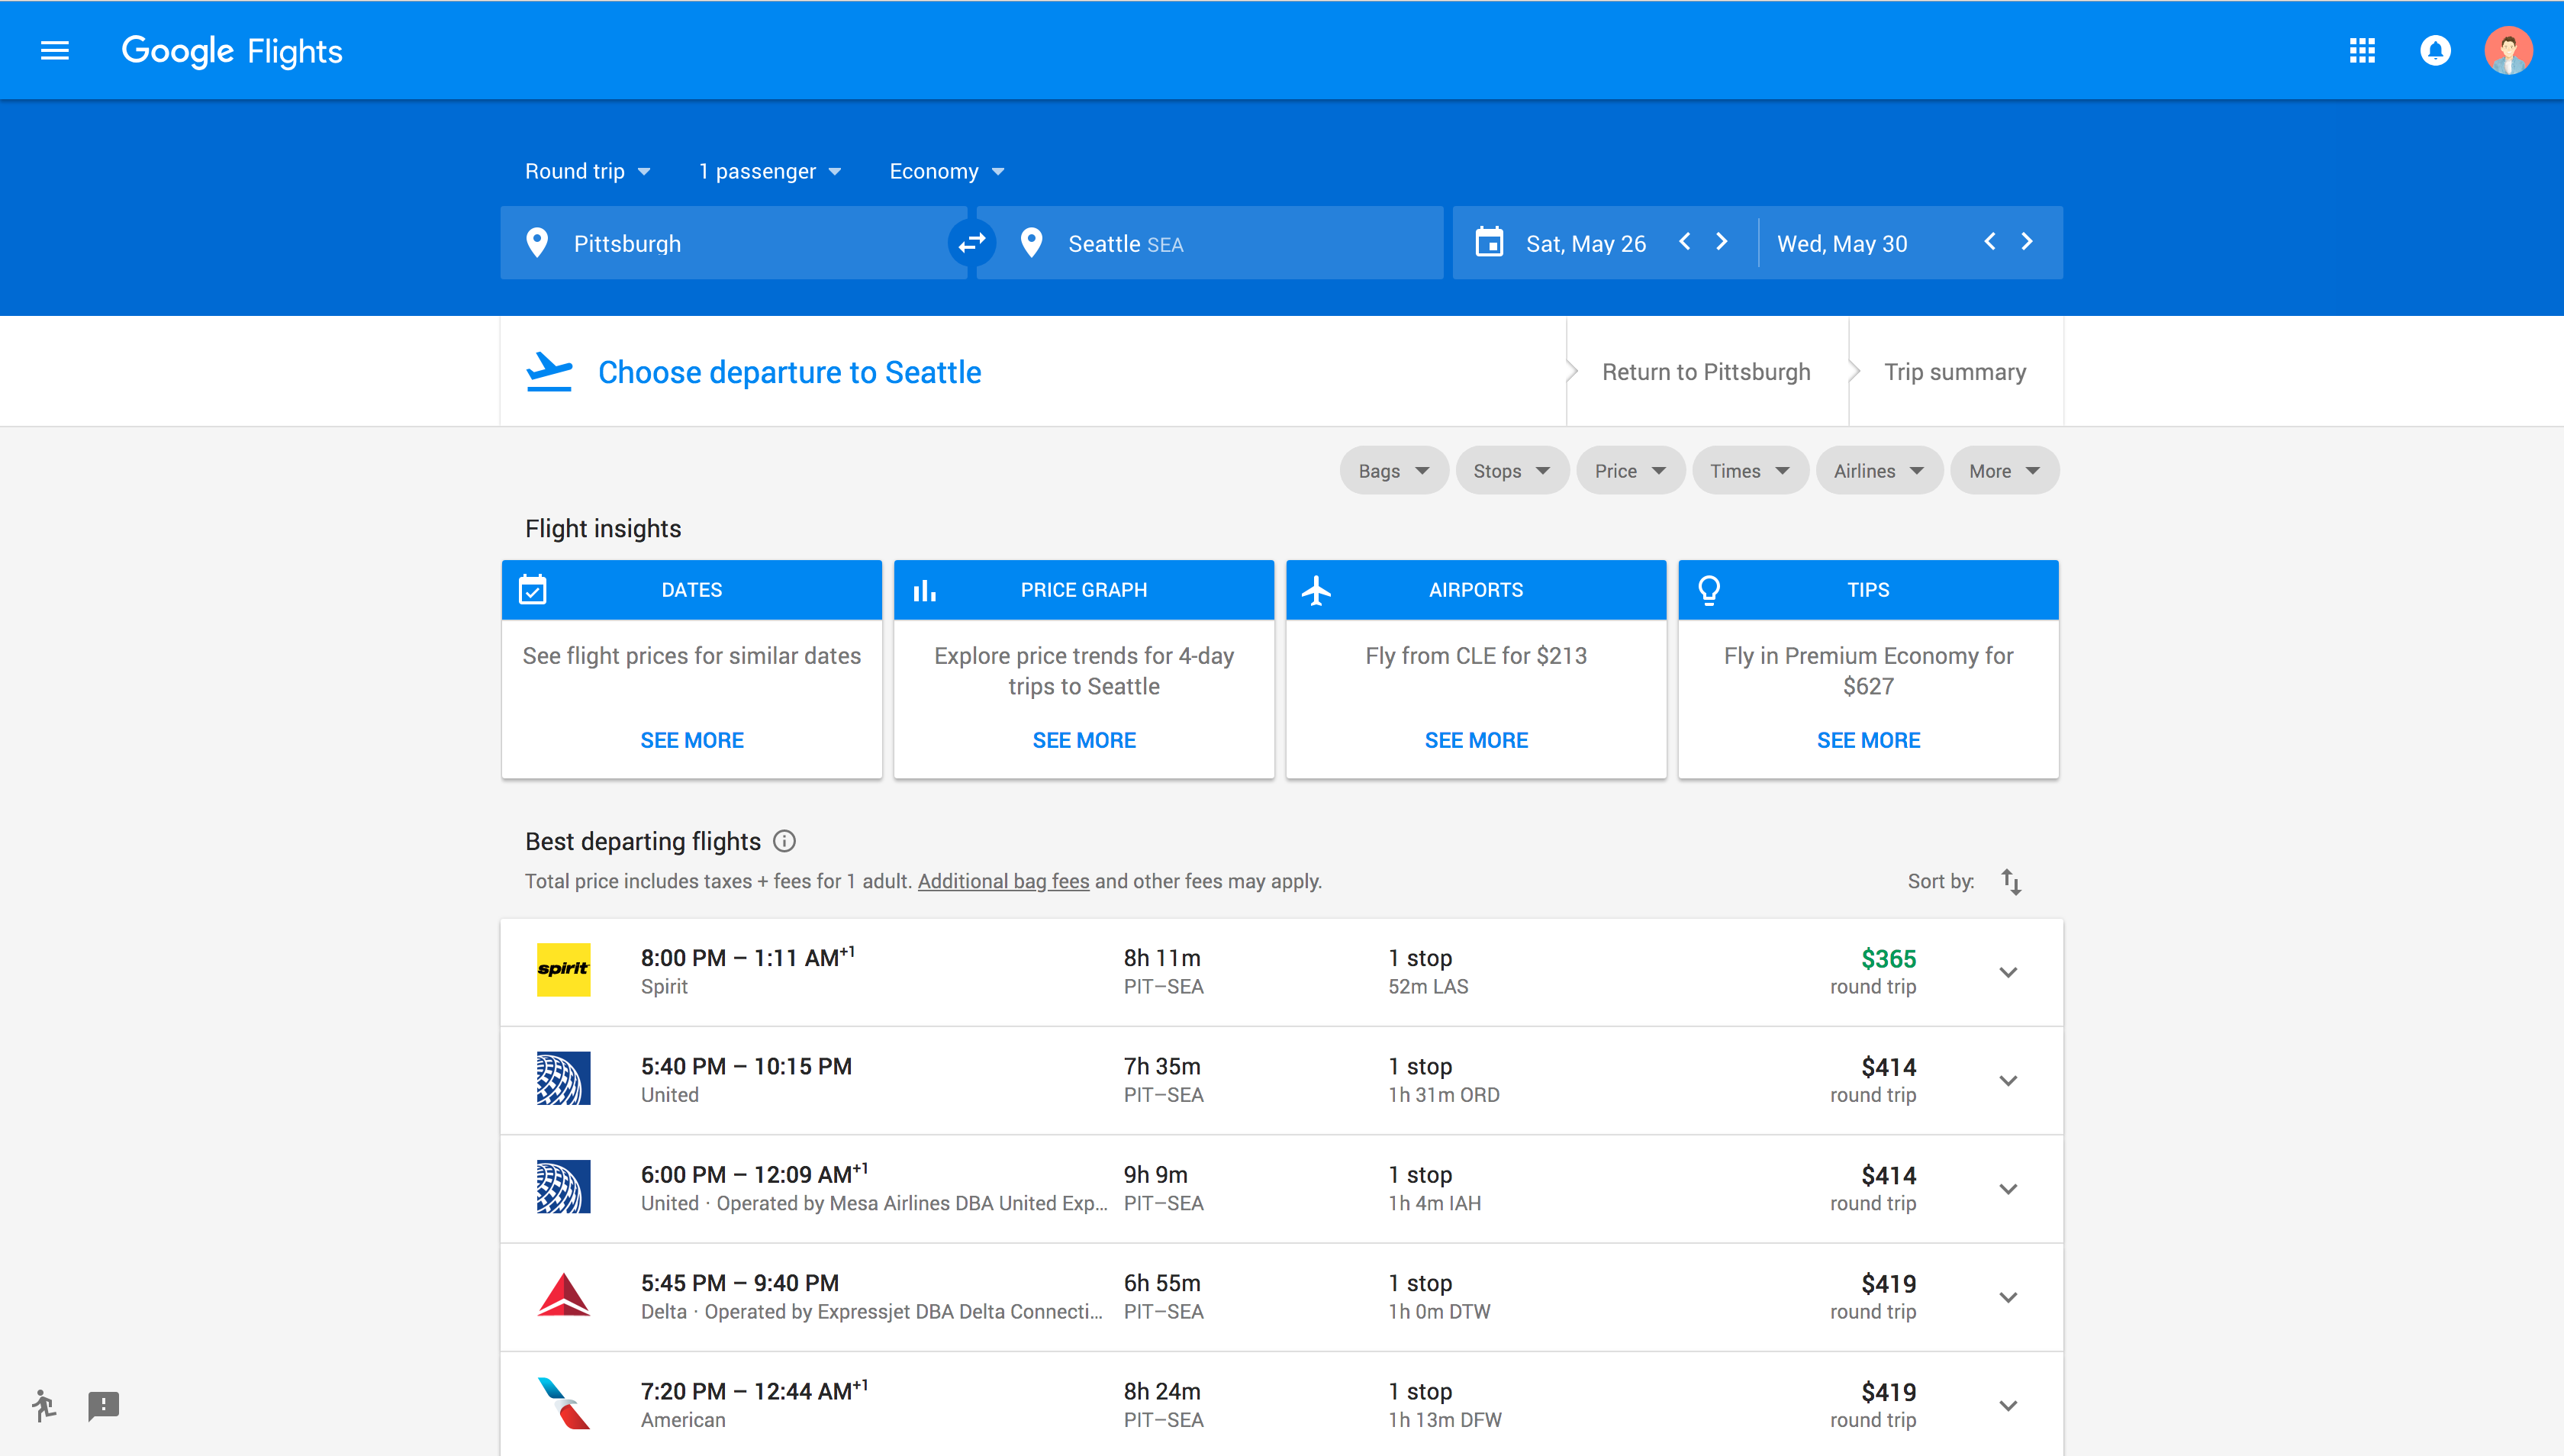 Google Flights
Round trip 1 passenger Economy
Pittsburgh Seattle SEA Sat, May 26 Wed, May 30
Choose departure to Seattle Return to Pittsburgh Trip summary
Bags Stops Price Times Airlines More
Flight insights
DATES
See flight prices for similar dates
SEE MORE
PRICE GRAPH
Explore price trends for 4-day
trips to Seattle
SEE MORE
AIRPORTS
Fly from CLE for $213
SEE MORE
TIPS
Fly in Premium Economy for
$627
SEE MORE
Best departing flights
Total price includes taxes + fees for 1 adult. Additional bag fees and other fees may apply. Sort by:
spirit
8:00 PM – 1:11 AM+1 8h 11m 1 stop $365
Spirit PIT–SEA 52m LAS round trip
5:40 PM – 10:15 PM 7h 35m 1 stop $414
United PIT–SEA 1h 31m ORD round trip
6:00 PM – 12:09 AM+1 9h 9m 1 stop $414
United · Operated by Mesa Airlines DBA United Exp... PIT–SEA 1h 4m IAH round trip
5:45 PM – 9:40 PM 6h 55m 1 stop $419
Delta · Operated by Expressjet DBA Delta Connecti... PIT–SEA 1h 0m DTW round trip
7:20 PM – 12:44 AM+1 8h 24m 1 stop $419
American PIT–SEA 1h 13m DFW round trip